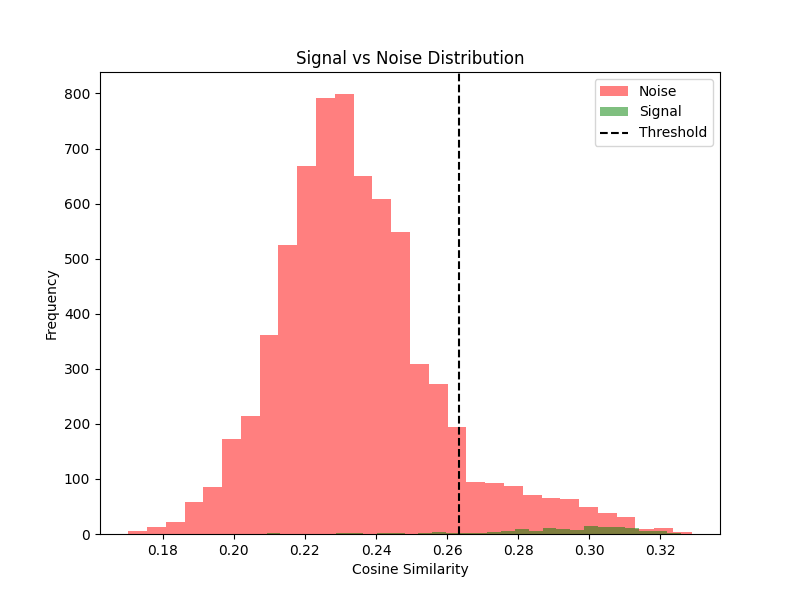 Signal vs Noise Distribution
Noise
Signal
Threshold
Frequency
800
700
600
500
400
300
200
100
0
0.18 0.20 0.22 0.24 0.26 0.28 0.30 0.32
Cosine Similarity